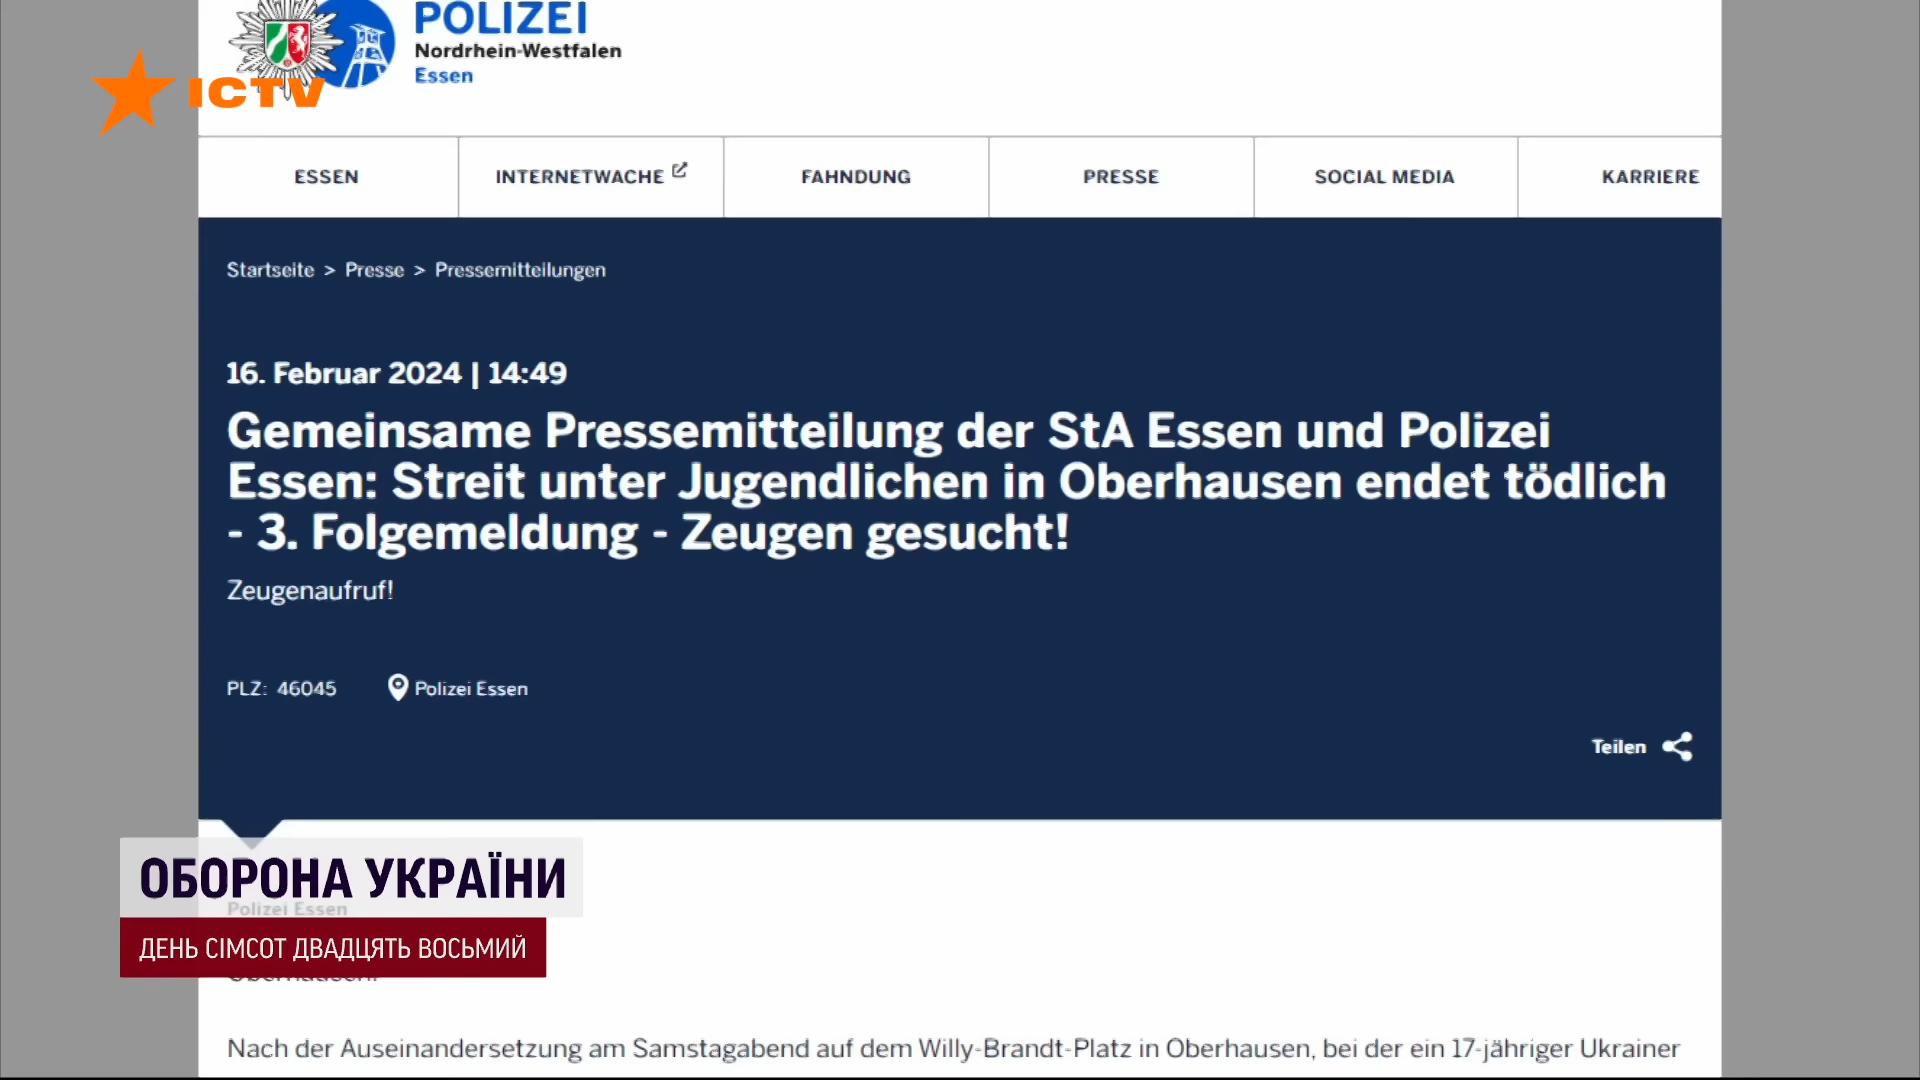 POLIZEI
Nordrhein-Westfalen
Essen
ICTV
ESSEN
INTERNETWACHE
FAHNDUNG
PRESSE
SOCIAL MEDIA
KARRIERE
Startseite > Presse > Pressemitteilungen
16. Februar 2024 | 14:49
Gemeinsame Pressemitteilung der StA Essen und Polizei
Essen: Streit unter Jugendlichen in Oberhausen endet tödlich
- 3. Folgemeldung - Zeugen gesucht!
Zeugenaufruf!
PLZ: 46045
Polizei Essen
Teilen
ОБОРОНА УКРАЇНИ
Polizei Essen
ДЕНЬ СІМСОТ ДВАДЦЯТЬ ВОСЬМИЙ
Nach der Auseinandersetzung am Samstagabend auf dem Willy-Brandt-Platz in Oberhausen, bei der ein 17-jähriger Ukrainer